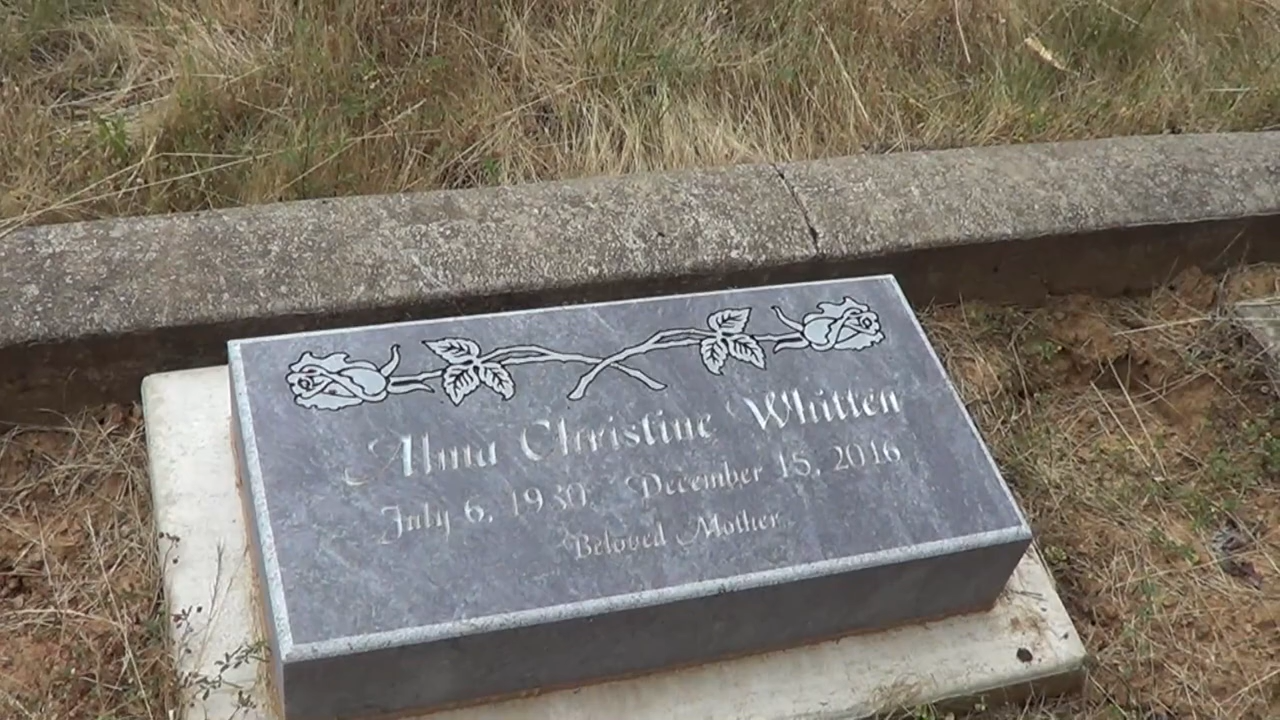 Alma Christine Whitten
July 6, 1930 December 15, 2016
Beloved Mother